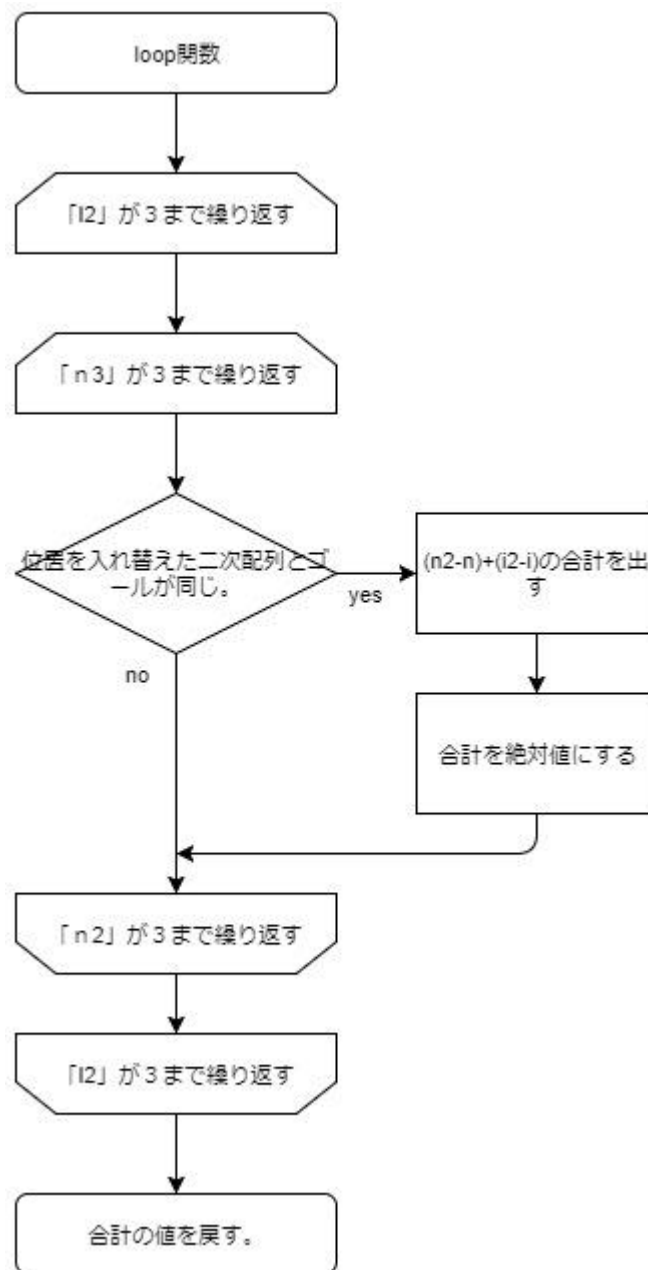 loop関数
「I2」が３まで繰り返す
「ｎ3」が３まで繰り返す
位置を入れ替えた二次配列とゴ
ールが同じ。
(n2-n)+(i2-i)の合計を出
す
yes
no
合計を絶対値にする
「ｎ2」が３まで繰り返す
「I2」が３まで繰り返す
合計の値を戻す。